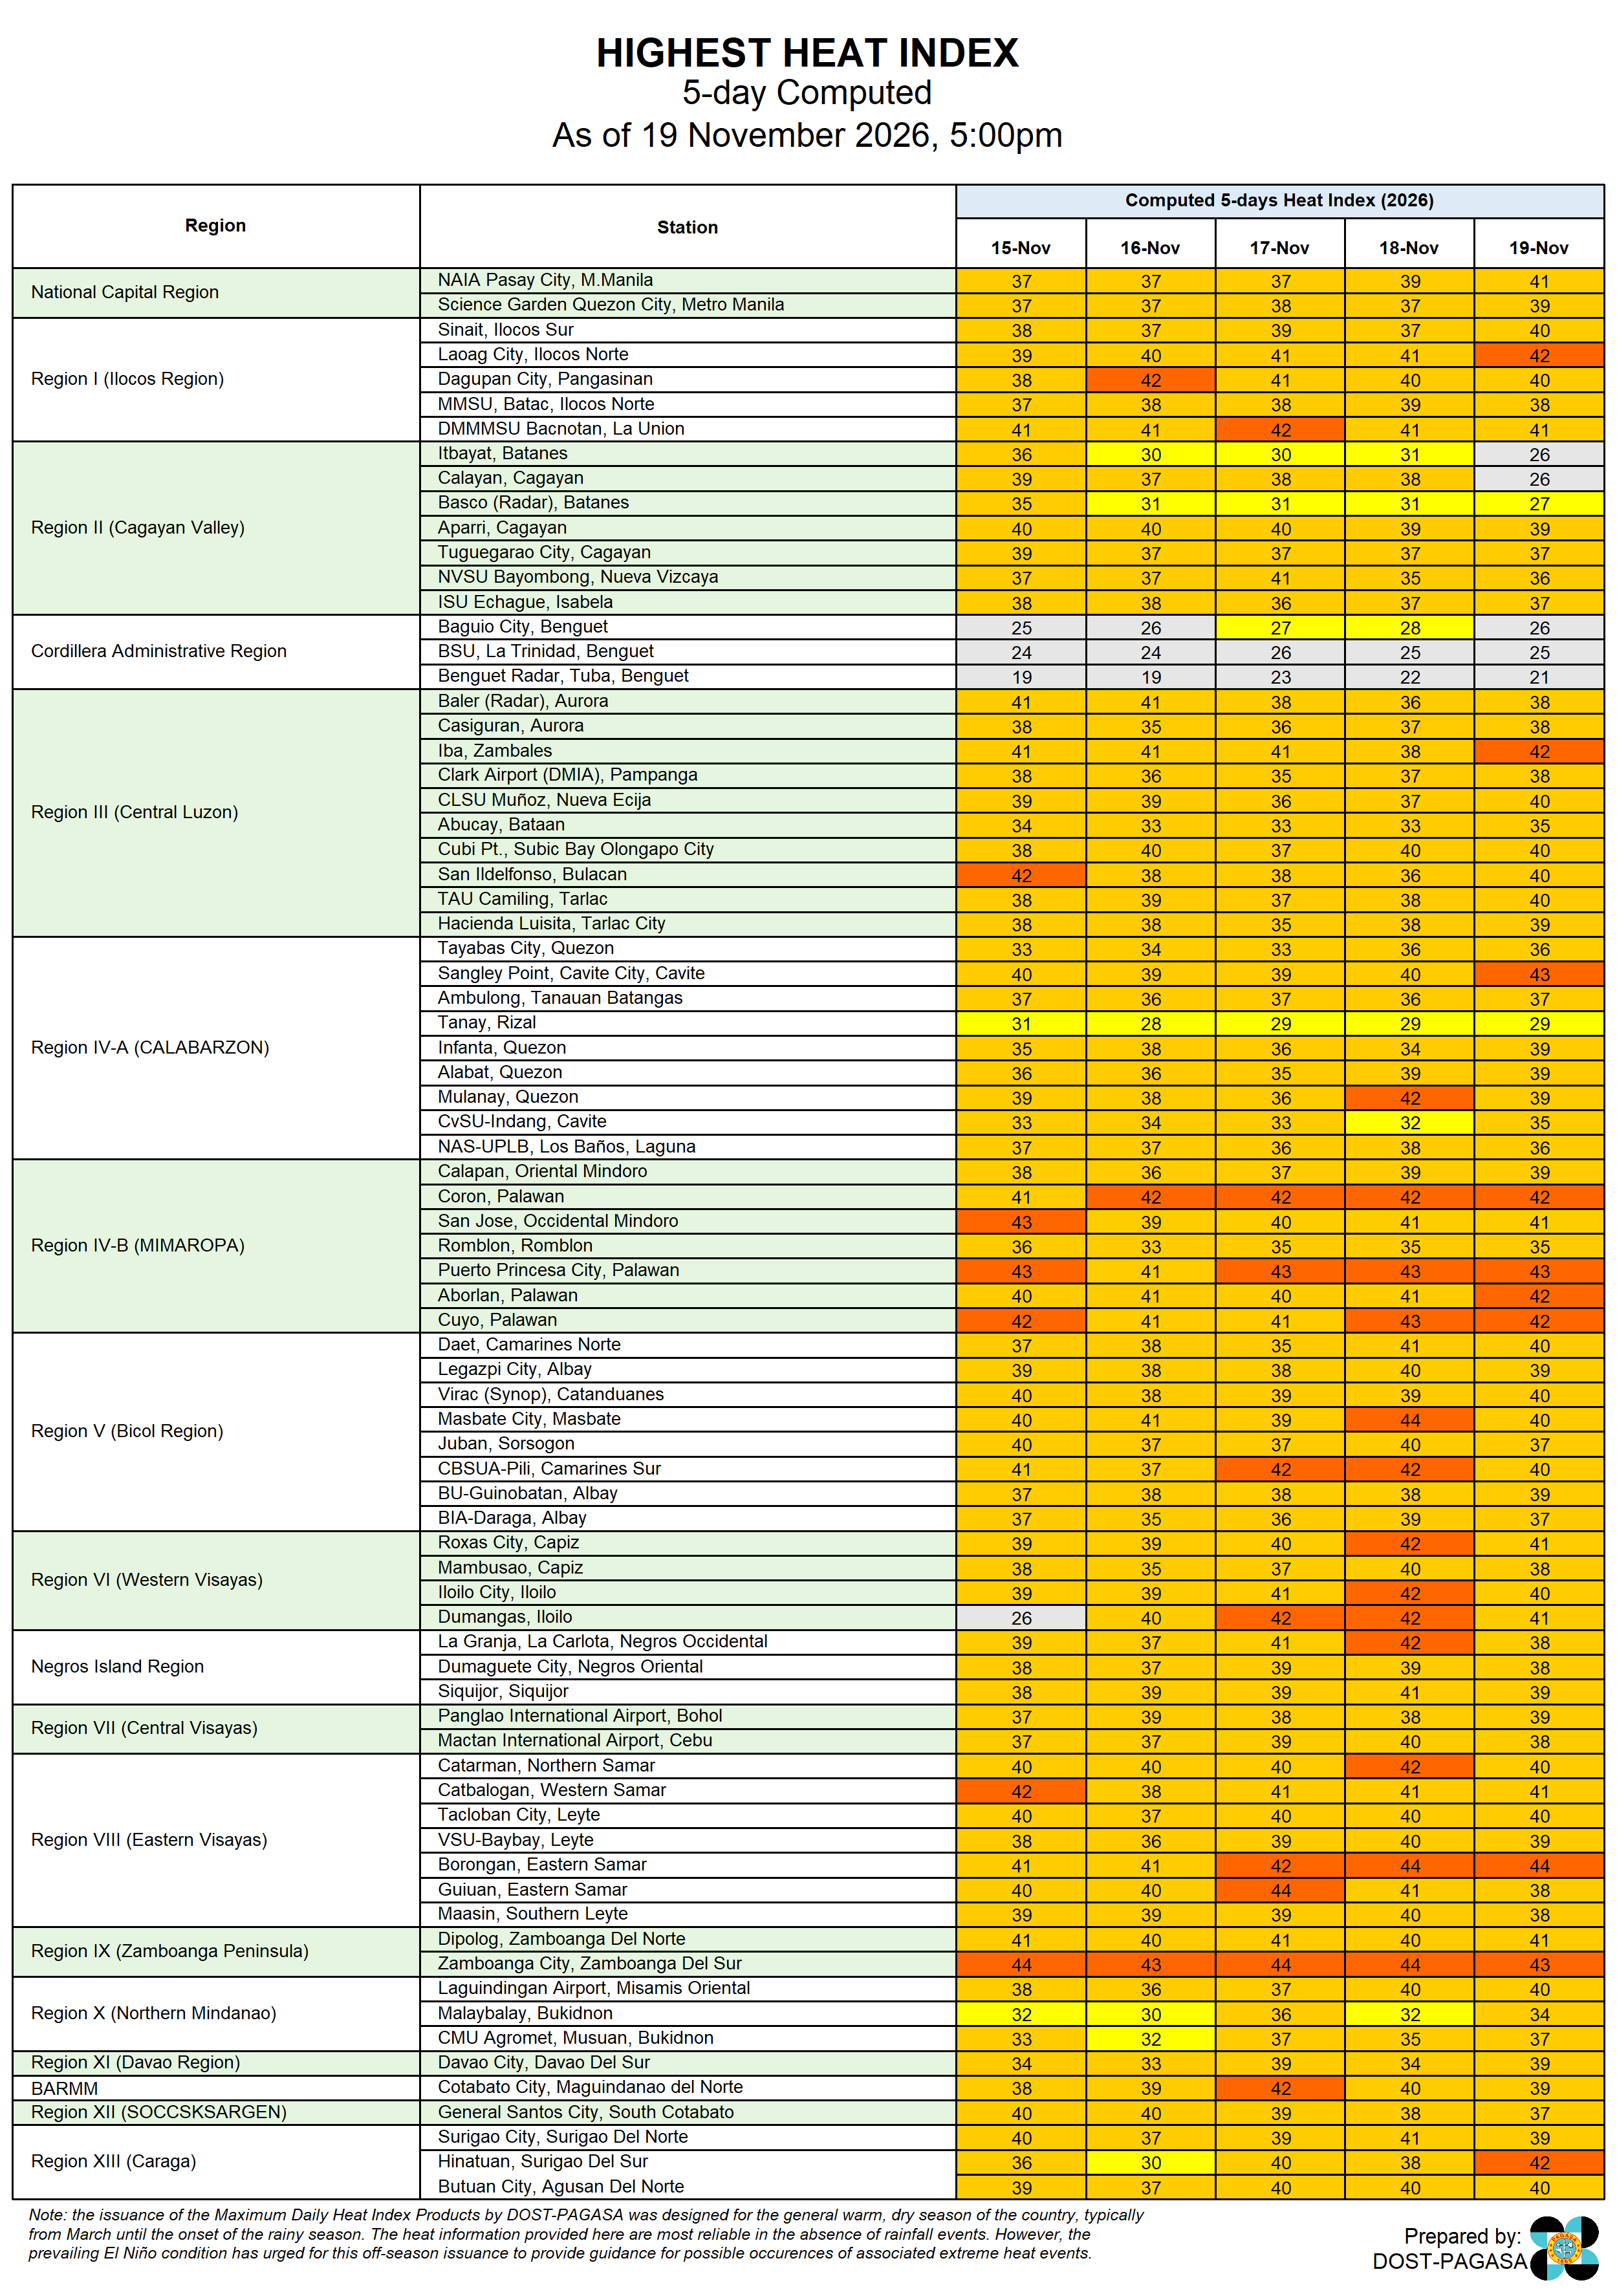 HIGHEST HEAT INDEX
5-day Computed
As of 19 November 2026, 5:00pm
Region Station Computed 5-days Heat Index (2026)
15-Nov 16-Nov 17-Nov 18-Nov 19-Nov
National Capital Region
NAIA Pasay City, M.Manila 37 37 37 39 41
Science Garden Quezon City, Metro Manila 37 37 38 37 39
Region I (Ilocos Region)
Sinait, Ilocos Sur 38 37 39 37 40
Laoag City, Ilocos Norte 39 40 41 41 42
Dagupan City, Pangasinan 38 42 41 40 40
MMSU, Batac, Ilocos Norte 37 38 38 39 38
DMMMSU Bacnotan, La Union 41 41 42 41 41
Region II (Cagayan Valley)
Itbayat, Batanes 36 30 30 31 26
Calayan, Cagayan 39 37 38 38 26
Basco (Radar), Batanes 35 31 31 31 27
Aparri, Cagayan 40 40 40 39 39
Tuguegarao City, Cagayan 39 37 37 37 37
NVSU Bayombong, Nueva Vizcaya 37 37 41 35 36
ISU Echague, Isabela 38 38 36 37 37
Cordillera Administrative Region
Baguio City, Benguet 25 26 27 28 26
BSU, La Trinidad, Benguet 24 24 26 25 25
Benguet Radar, Tuba, Benguet 19 19 23 22 21
Region III (Central Luzon)
Baler (Radar), Aurora 41 41 38 36 38
Casiguran, Aurora 38 35 36 37 38
Iba, Zambales 41 41 41 38 42
Clark Airport (DMIA), Pampanga 38 36 35 37 38
CLSU Muñoz, Nueva Ecija 39 39 36 37 40
Abucay, Bataan 34 33 33 33 35
Cubi Pt., Subic Bay Olongapo City 38 40 37 40 40
San Ildelfonso, Bulacan 42 38 38 36 40
TAU Camiling, Tarlac 38 39 37 38 40
Hacienda Luisita, Tarlac City 38 38 35 38 39
Region IV-A (CALABARZON)
Tayabas City, Quezon 33 34 33 36 36
Sangley Point, Cavite City, Cavite 40 39 39 40 43
Ambulong, Tanauan Batangas 37 36 37 36 37
Tanay, Rizal 31 28 29 29 29
Infanta, Quezon 35 38 36 34 39
Alabat, Quezon 36 36 35 39 39
Mulanay, Quezon 39 38 36 42 39
CvSU-Indang, Cavite 33 34 33 32 35
NAS-UPLB, Los Baños, Laguna 37 37 36 38 36
Region IV-B (MIMAROPA)
Calapan, Oriental Mindoro 38 36 37 39 39
Coron, Palawan 41 42 42 42 42
San Jose, Occidental Mindoro 43 39 40 41 41
Romblon, Romblon 36 33 35 35 35
Puerto Princesa City, Palawan 43 41 43 43 43
Aborlan, Palawan 40 41 40 41 42
Cuyo, Palawan 42 41 41 43 42
Region V (Bicol Region)
Daet, Camarines Norte 37 38 35 41 40
Legazpi City, Albay 39 38 38 40 39
Virac (Synop), Catanduanes 40 38 39 39 40
Masbate City, Masbate 40 41 39 44 40
Juban, Sorsogon 40 37 37 40 37
CBSUA-Pili, Camarines Sur 41 37 42 42 40
BU-Guinobatan, Albay 37 38 38 38 39
BIA-Daraga, Albay 37 35 36 39 37
Region VI (Western Visayas)
Roxas City, Capiz 39 39 40 42 41
Mambusao, Capiz 38 35 37 40 38
Iloilo City, Iloilo 39 39 41 42 40
Dumangas, Iloilo 26 40 42 42 41
Negros Island Region
La Granja, La Carlota, Negros Occidental 39 37 41 42 38
Dumaguete City, Negros Oriental 38 37 39 39 38
Siquijor, Siquijor 38 39 39 41 39
Region VII (Central Visayas)
Panglao International Airport, Bohol 37 39 38 38 39
Mactan International Airport, Cebu 37 37 39 40 38
Region VIII (Eastern Visayas)
Catarman, Northern Samar 40 40 40 42 40
Catbalogan, Western Samar 42 38 41 41 41
Tacloban City, Leyte 40 37 40 40 40
VSU-Baybay, Leyte 38 36 39 40 39
Borongan, Eastern Samar 41 41 42 44 44
Guiuan, Eastern Samar 40 40 44 41 38
Maasin, Southern Leyte 39 39 39 40 38
Region IX (Zamboanga Peninsula)
Dipolog, Zamboanga Del Norte 41 40 41 40 41
Zamboanga City, Zamboanga Del Sur 44 43 44 44 43
Region X (Northern Mindanao)
Laguindingan Airport, Misamis Oriental 38 36 37 40 40
Malaybalay, Bukidnon 32 30 36 32 34
CMU Agromet, Musuan, Bukidnon 33 32 37 35 37
Region XI (Davao Region) Davao City, Davao Del Sur 34 33 39 34 39
BARMM Cotabato City, Maguindanao del Norte 38 39 42 40 39
Region XII (SOCCSKSARGEN) General Santos City, South Cotabato 40 40 39 38 37
Region XIII (Caraga)
Surigao City, Surigao Del Norte 40 37 39 41 39
Hinatuan, Surigao Del Sur 36 30 40 38 42
Butuan City, Agusan Del Norte 39 37 40 40 40
Note: the issuance of the Maximum Daily Heat Index Products by DOST-PAGASA was designed for the general warm, dry season of the country, typically
from March until the onset of the rainy season. The heat information provided here are most reliable in the absence of rainfall events. However, the
prevailing El Niño condition has urged for this off-season issuance to provide guidance for possible occurences of associated extreme heat events.
Prepared by:
DOST-PAGASA